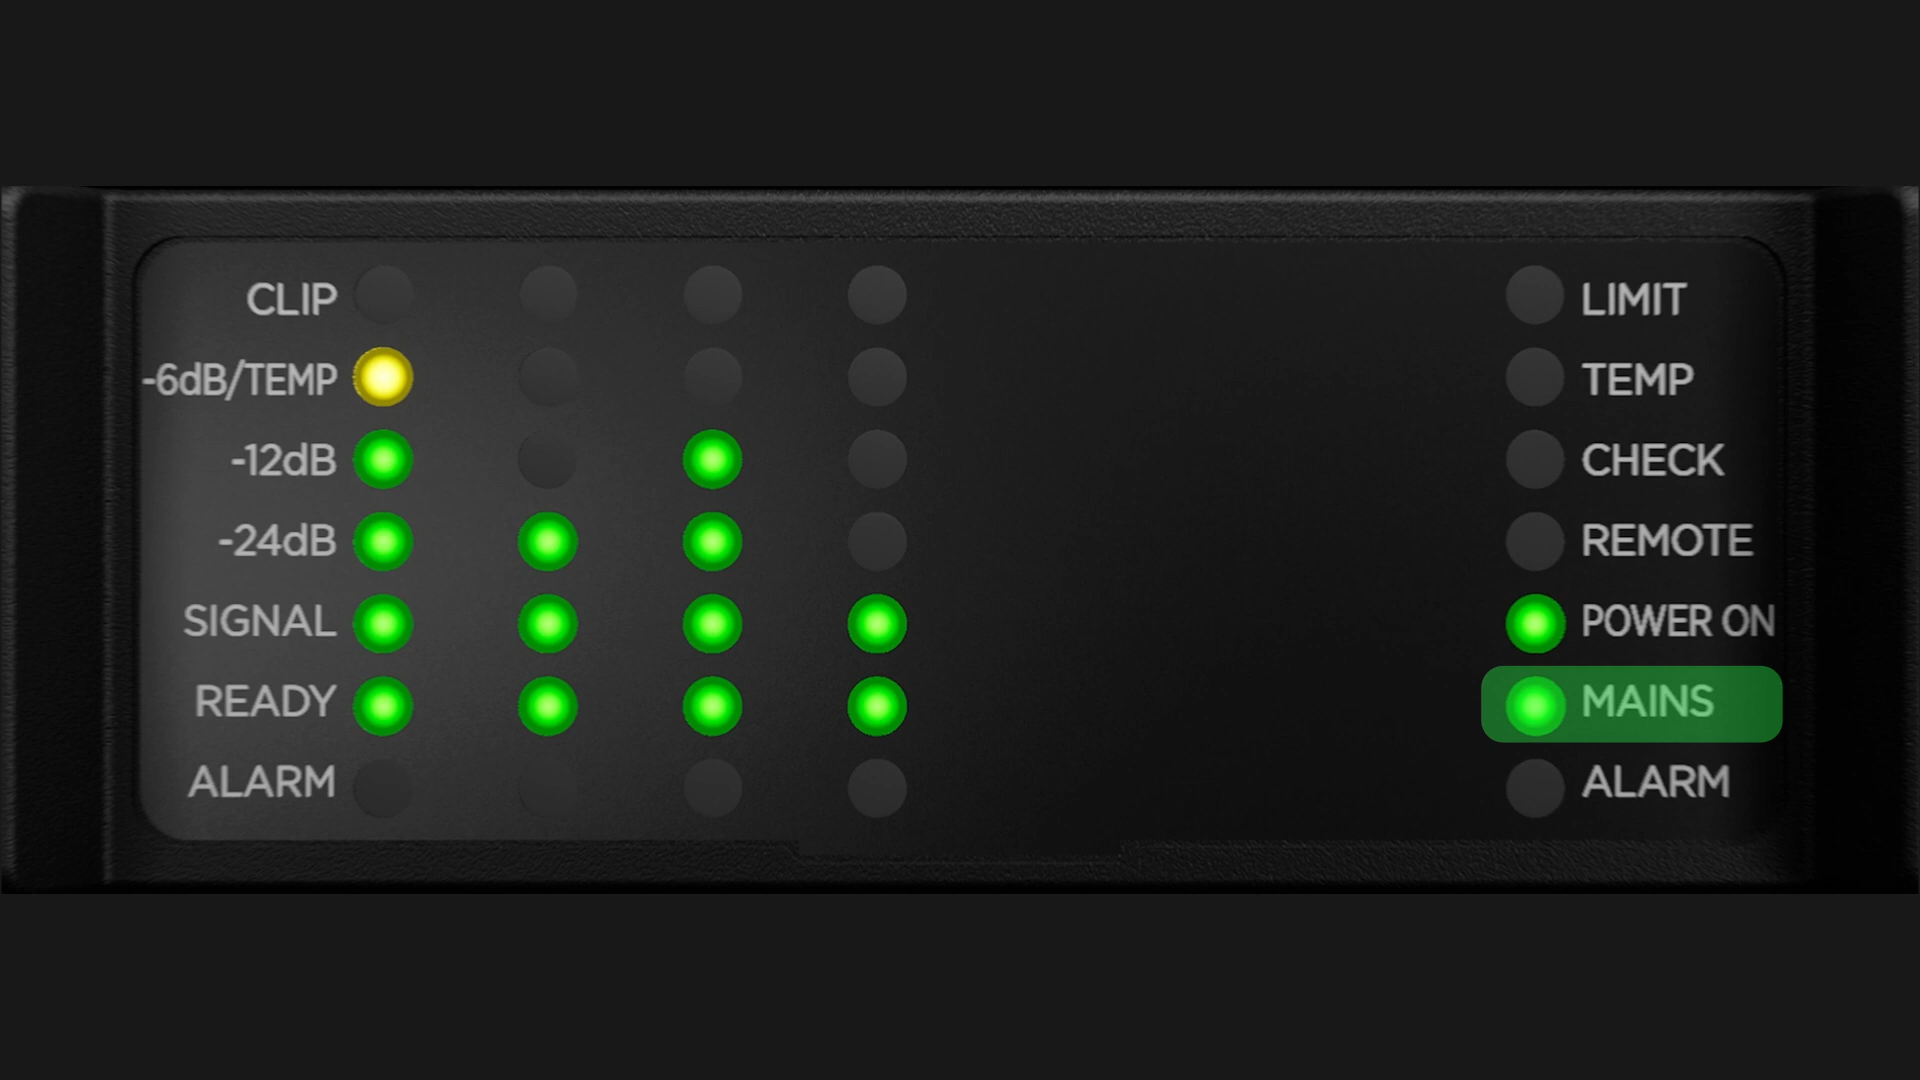 CLIP
-6dB/TEMP
-12dB
-24dB
SIGNAL
READY
ALARM
LIMIT
TEMP
CHECK
REMOTE
POWER ON
MAINS
ALARM